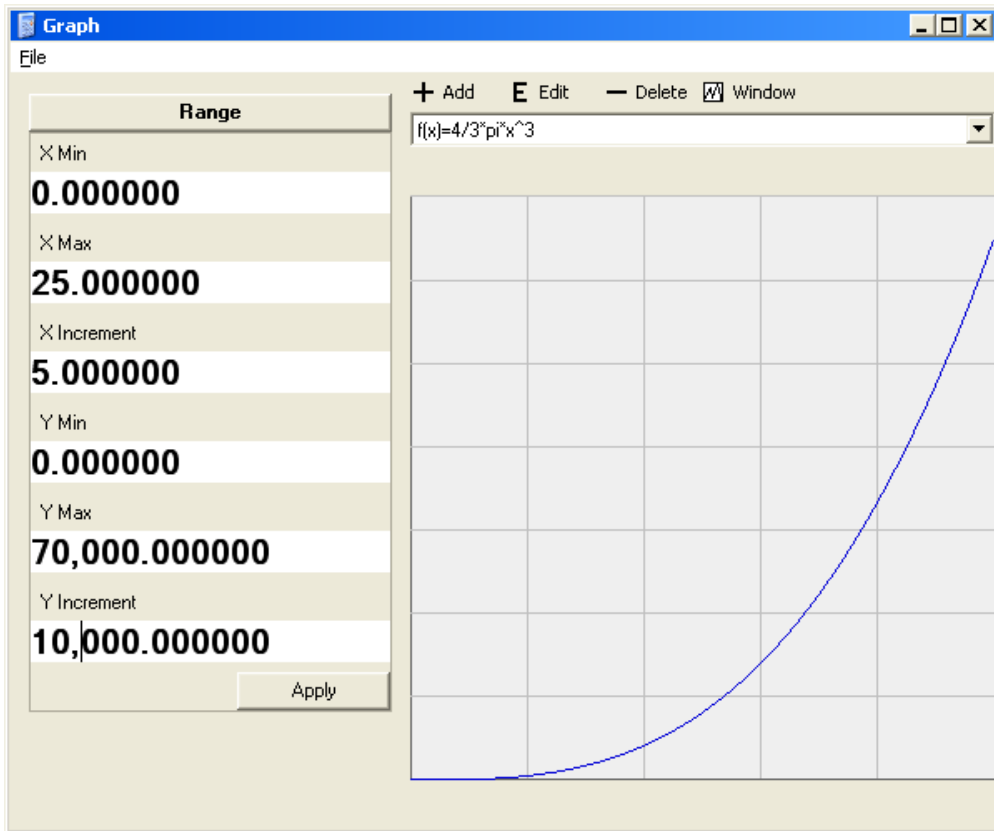 Graph
File
Range
X Min
0.000000
X Max
25.000000
X Increment
5.000000
Y Min
0.000000
Y Max
70,000.000000
Y Increment
10,000.000000
Apply
Add E Edit Delete Window
f(x)=4/3*pi*x^3